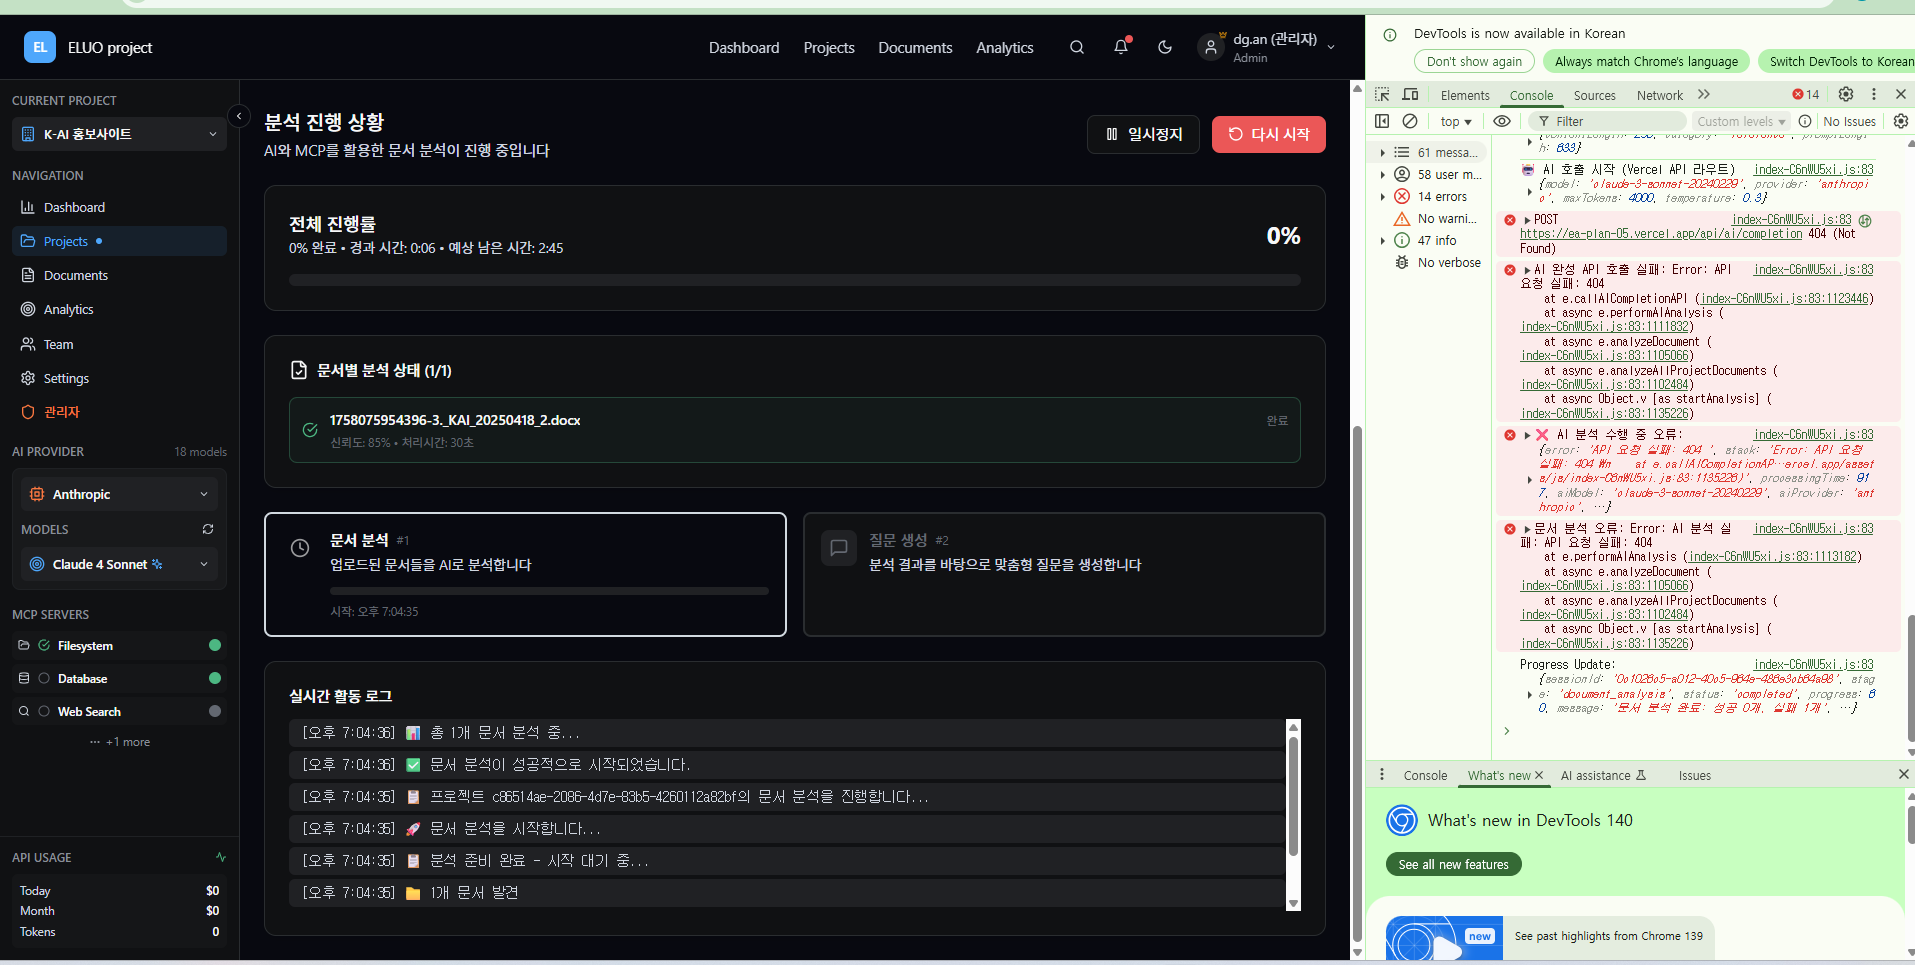 EL ELUO project
Dashboard Projects Documents Analytics
dg.an (관리자)
Admin
CURRENT PROJECT
K-AI 홍보사이트
NAVIGATION
Dashboard
Projects
Documents
Analytics
Team
Settings
관리자
AI PROVIDER 18 models
Anthropic
MODELS
Claude 4 Sonnet
MCP SERVERS
Filesystem
Database
Web Search
··· +1 more
API USAGE
Today $0
Month $0
Tokens 0
분석 진행 상황
AI와 MCP를 활용한 문서 분석이 진행 중입니다
일시정지
다시 시작
전체 진행률
0% 완료 • 경과 시간: 0:06 • 예상 남은 시간: 2:45
0%
문서별 분석 상태 (1/1)
1758075954396-3._KAI_20250418_2.docx
완료
신뢰도: 85% • 처리시간: 30초
문서 분석 #1
업로드된 문서들을 AI로 분석합니다
시작: 오후 7:04:35
질문 생성 #2
분석 결과를 바탕으로 맞춤형 질문을 생성합니다
실시간 활동 로그
[오후 7:04:36] 📊 총 1개 문서 분석 중...
[오후 7:04:36] ✅ 문서 분석이 성공적으로 시작되었습니다.
[오후 7:04:35] 📋 프로젝트 c86514ae-2086-4d7e-83b5-4260112a82bf의 문서 분석을 진행합니다...
[오후 7:04:35] 🚀 문서 분석을 시작합니다...
[오후 7:04:35] 📋 분석 준비 완료 - 시작 대기 중...
[오후 7:04:35] 📁 1개 문서 발견
DevTools is now available in Korean
Don't show again Always match Chrome's language Switch DevTools to Korean
Elements Console Sources Network 14
top Filter Custom levels No Issues
61 messa...
58 user m...
14 errors
No warni...
47 info
No verbose
h: 833}
AI 호출 시작 (Vercel API 라우트) index-C6nWU5xi.js:83
{model: 'claude-3-sonnet-20240229', provider: 'anthropi
c', maxTokens: 4000, temperature: 0.3}
POST index-C6nWU5xi.js:83
https://ea-plan-05.vercel.app/api/ai/completion 404 (Not
Found)
AI 완성 API 호출 실패: Error: API index-C6nWU5xi.js:83
요청 실패: 404
at e.callAICompletionAPI (index-C6nWU5xi.js:83:1123446)
at async e.performAIAnalysis (
index-C6nWU5xi.js:83:1111832)
at async e.analyzeDocument (
index-C6nWU5xi.js:83:1105066)
at async e.analyzeAllProjectDocuments (
index-C6nWU5xi.js:83:1102484)
at async Object.v [as startAnalysis] (
index-C6nWU5xi.js:83:1135226)
❌ AI 분석 수행 중 오류: index-C6nWU5xi.js:83
{error: 'API 요청 실패: 404 ', stack: 'Error: API 요청
실패: 404 ₩n at e.callAICompletionAP…ercel.app/asset
s/js/index-C6nWU5xi.js:83:1135226)', processingTime: 91
7, aiModel: 'claude-3-sonnet-20240229', aiProvider: 'ant
hropic', …}
문서 분석 오류: Error: AI 분석 실 index-C6nWU5xi.js:83
패: API 요청 실패: 404
at e.performAIAnalysis (index-C6nWU5xi.js:83:1113182)
at async e.analyzeDocument (
index-C6nWU5xi.js:83:1105066)
at async e.analyzeAllProjectDocuments (
index-C6nWU5xi.js:83:1102484)
at async Object.v [as startAnalysis] (
index-C6nWU5xi.js:83:1135226)
Progress Update: index-C6nWU5xi.js:83
e: 'document_analysis', status: 'completed', progress: 6
0, message: '문서 분석 완료: 성공 0개, 실패 1개', …}
Console What's new AI assistance Issues
What's new in DevTools 140
See all new features
new See past highlights from Chrome 139